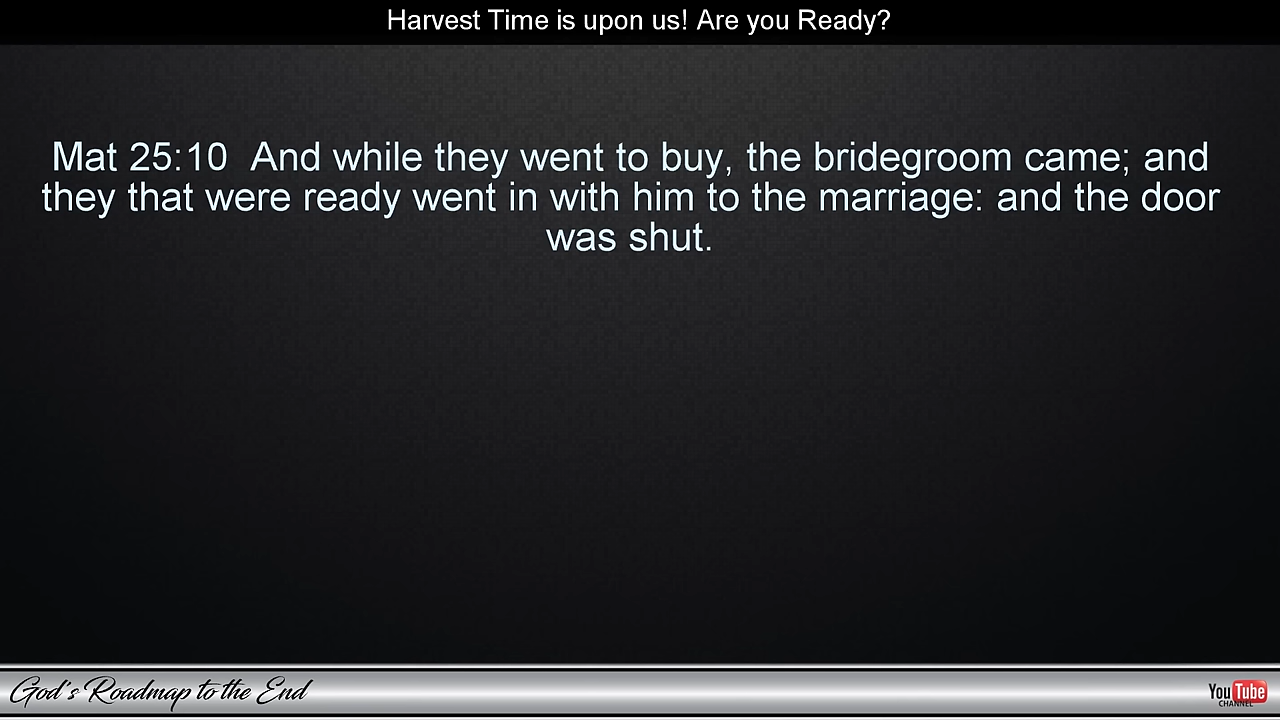 Harvest Time is upon us! Are you Ready?
Mat 25:10  And while they went to buy, the bridegroom came; and
they that were ready went in with him to the marriage: and the door
was shut.
God's Roadmap to the End
YouTube
CHANNEL